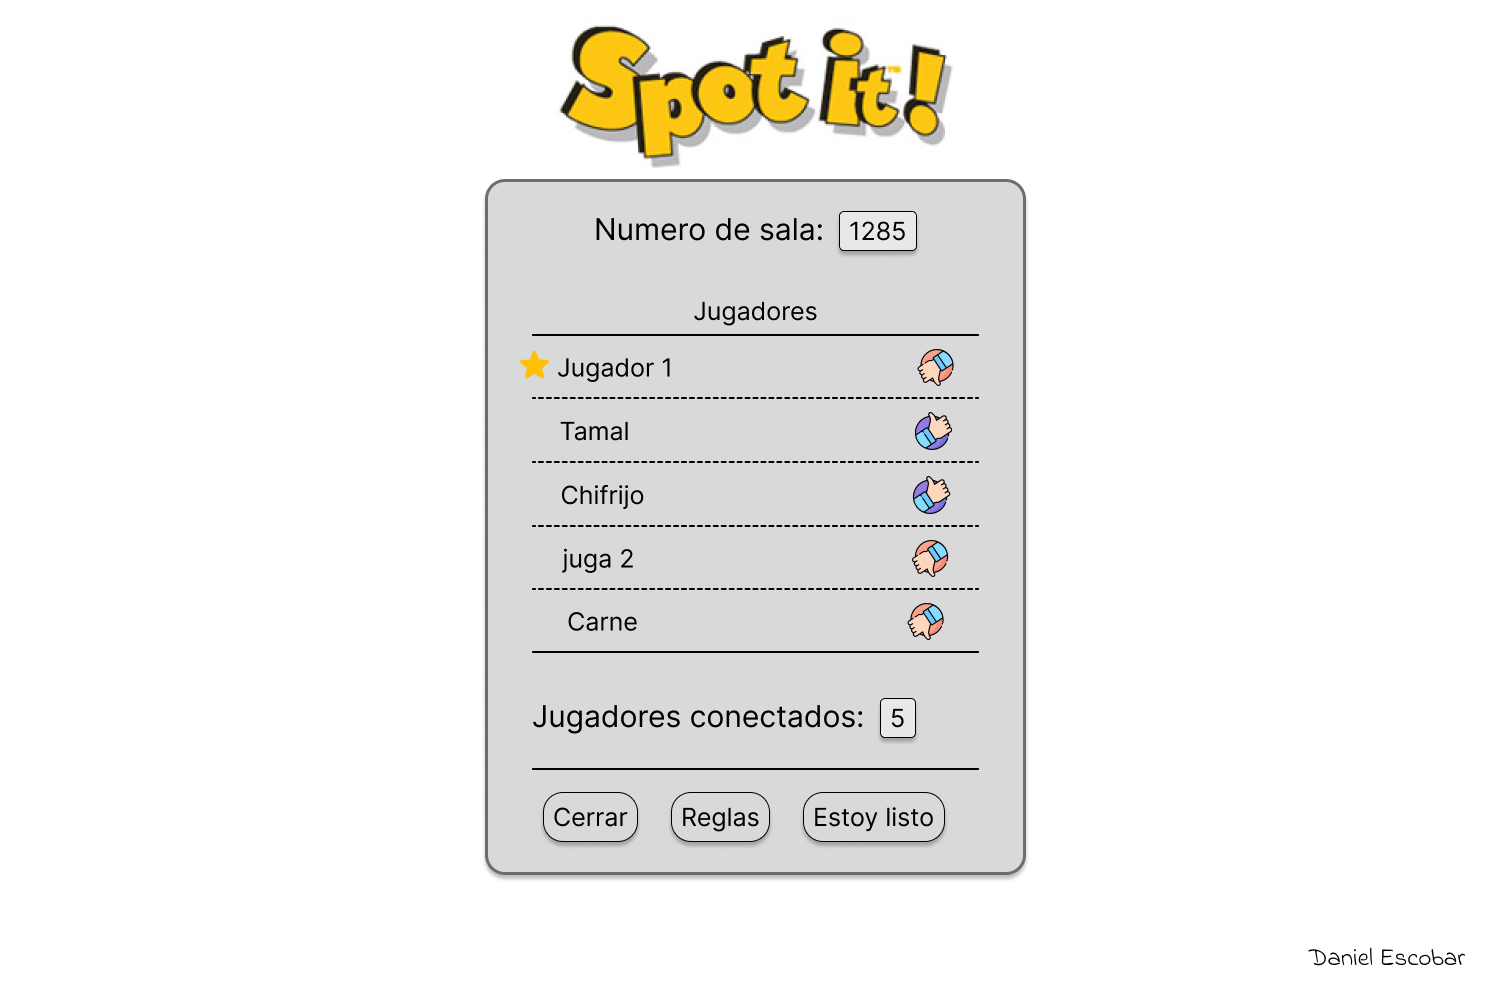 Spot it!™
Numero de sala: 1285
Jugadores
Jugador 1
Tamal
Chifrijo
juga 2
Carne
Jugadores conectados: 5
Cerrar Reglas Estoy listo
Daniel Escobar